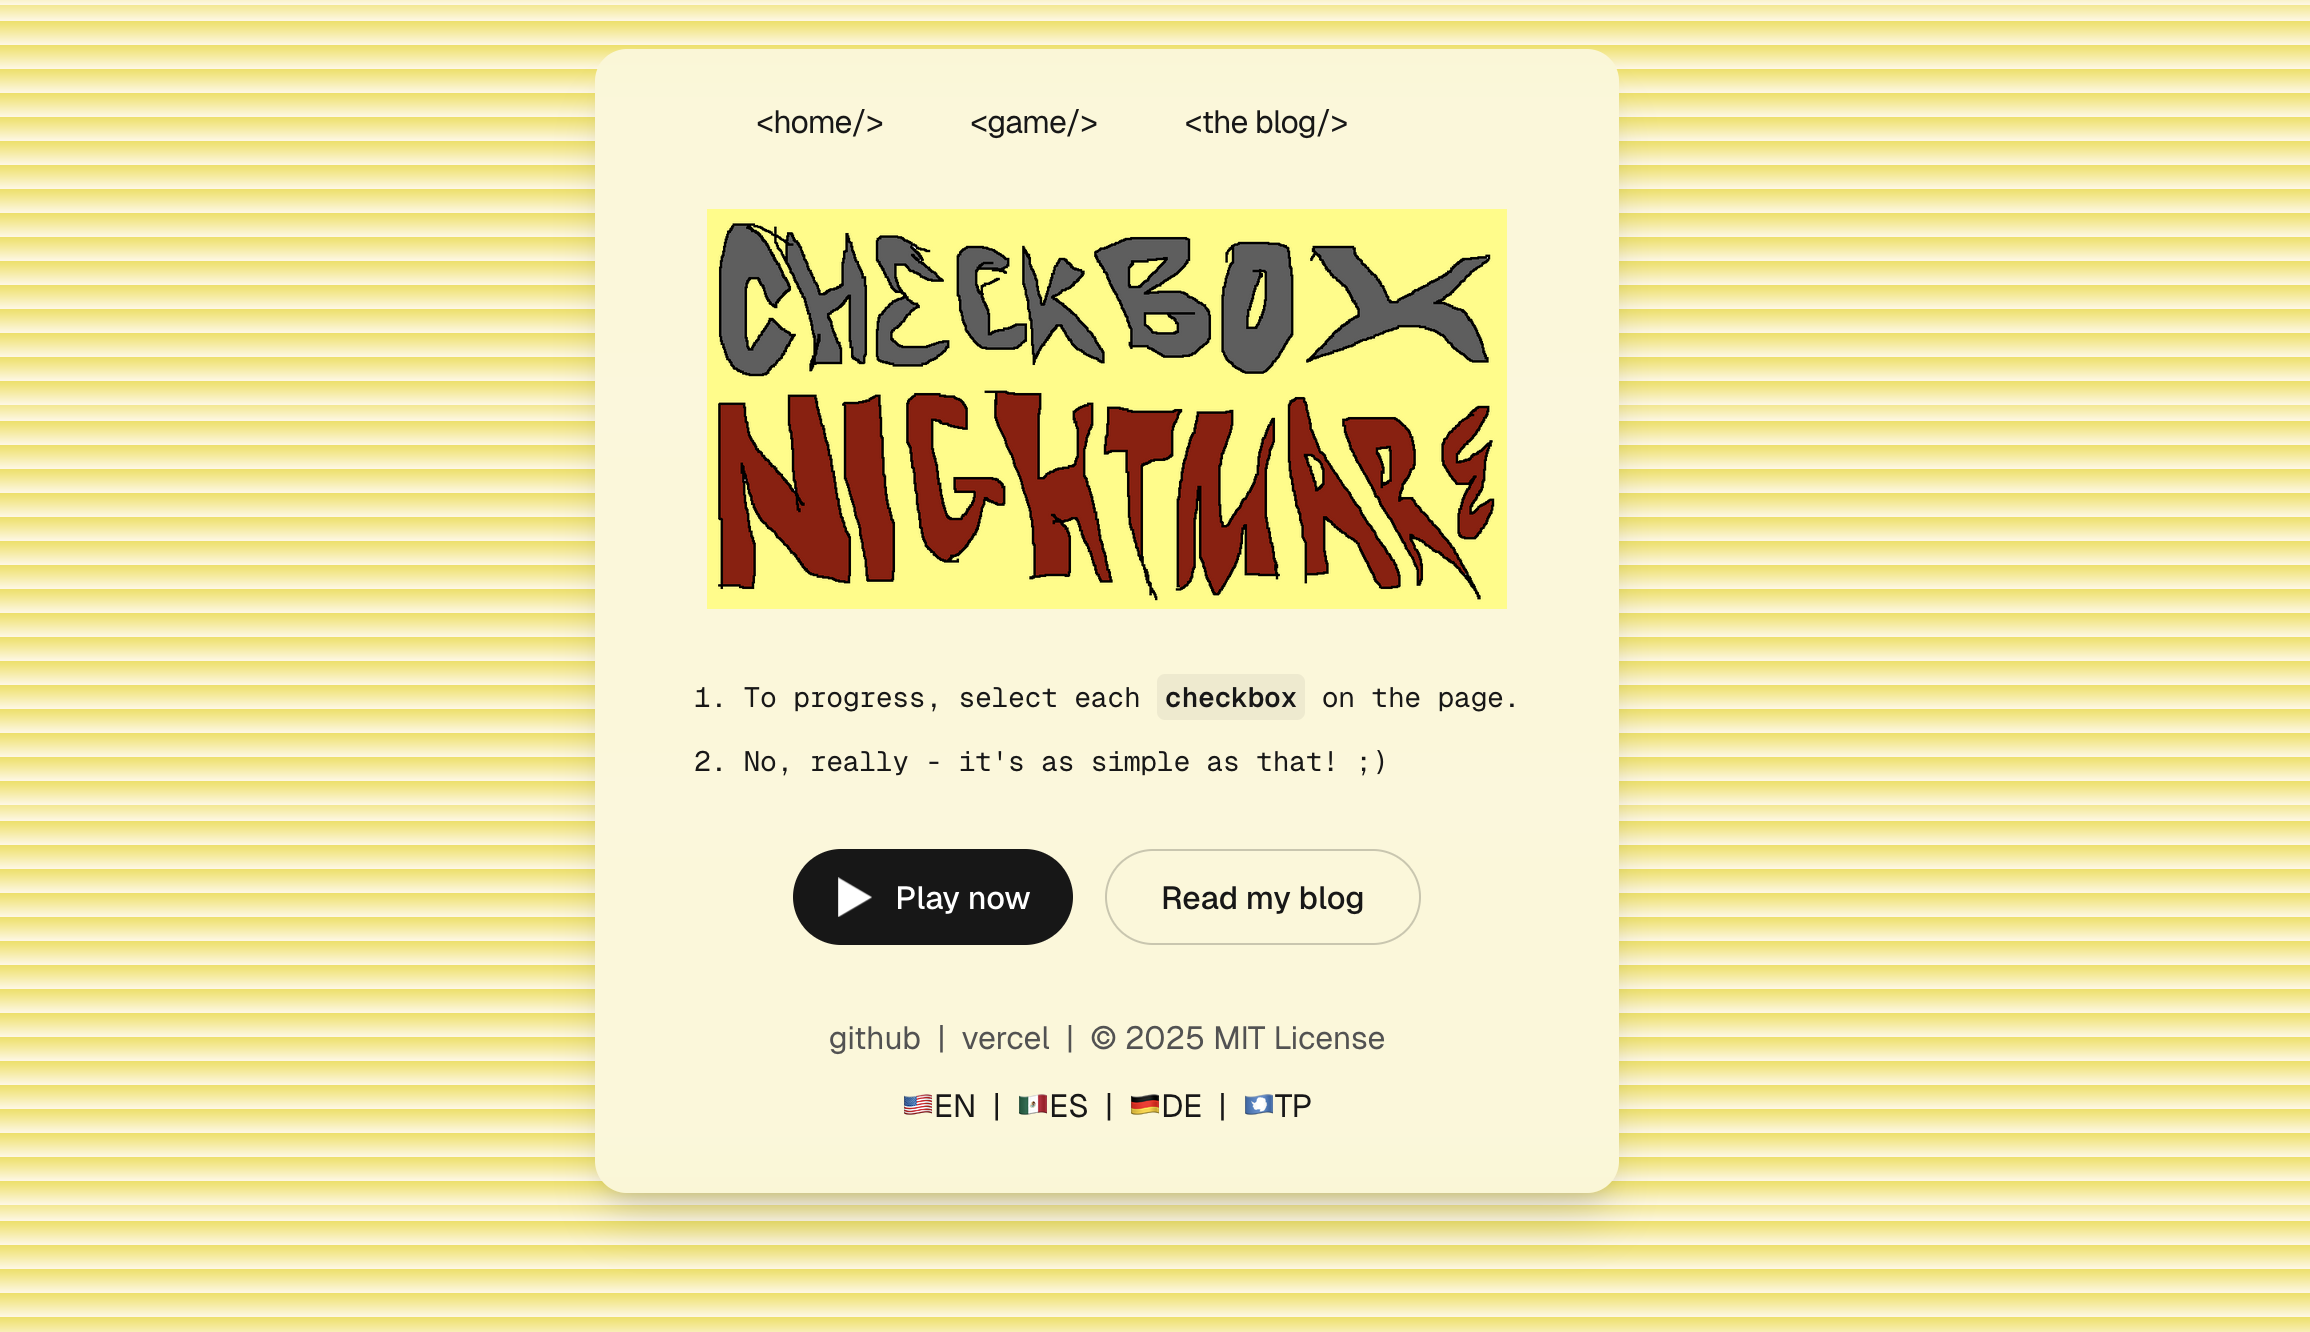 <home/> <game/> <the blog/>
CHECKBOX
NIGHTMARE
1. To progress, select each checkbox on the page.
2. No, really - it's as simple as that! ;)
Play now Read my blog
github | vercel | © 2025 MIT License
🇺🇸EN | 🇲🇽ES | 🇩🇪DE | 🇦🇶TP